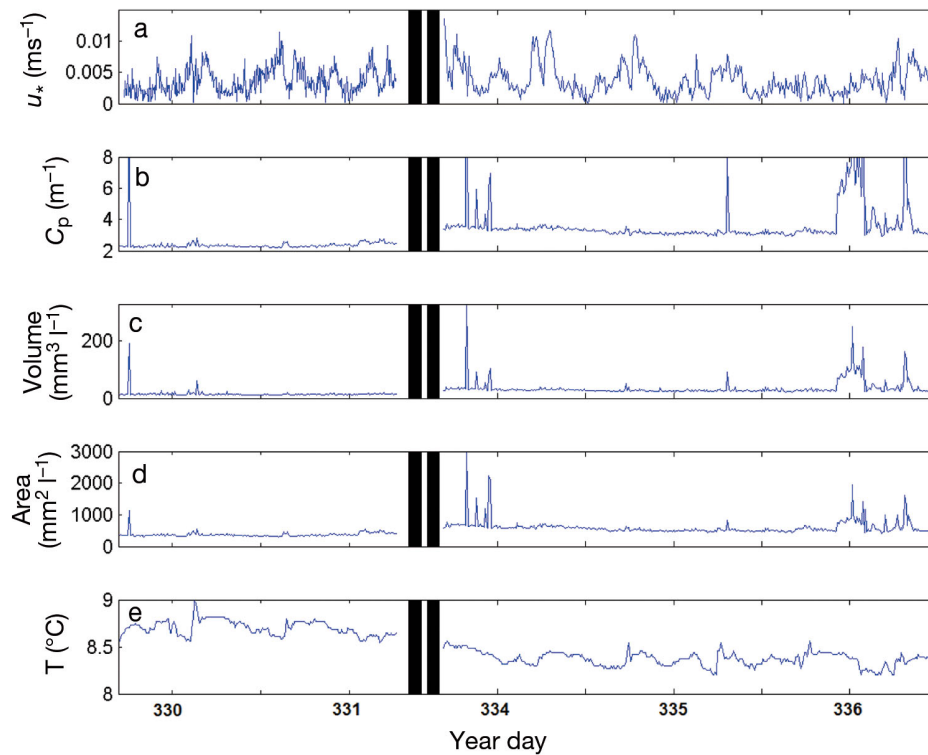 a
0.01
0.005
0
u* (ms⁻¹)
b
8
6
4
2
Cp (m⁻¹)
c
200
0
Volume
(mm³ l⁻¹)
d
3000
2000
1000
0
Area
(mm² l⁻¹)
e
9
8.5
8
T (°C)
330 331 334 335 336
Year day